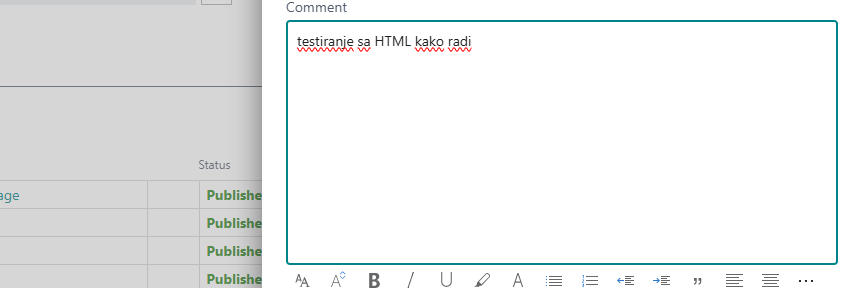 Comment
testiranje sa HTML kako radi
Status
age
Publishe
Publishe
Publishe
Publishe